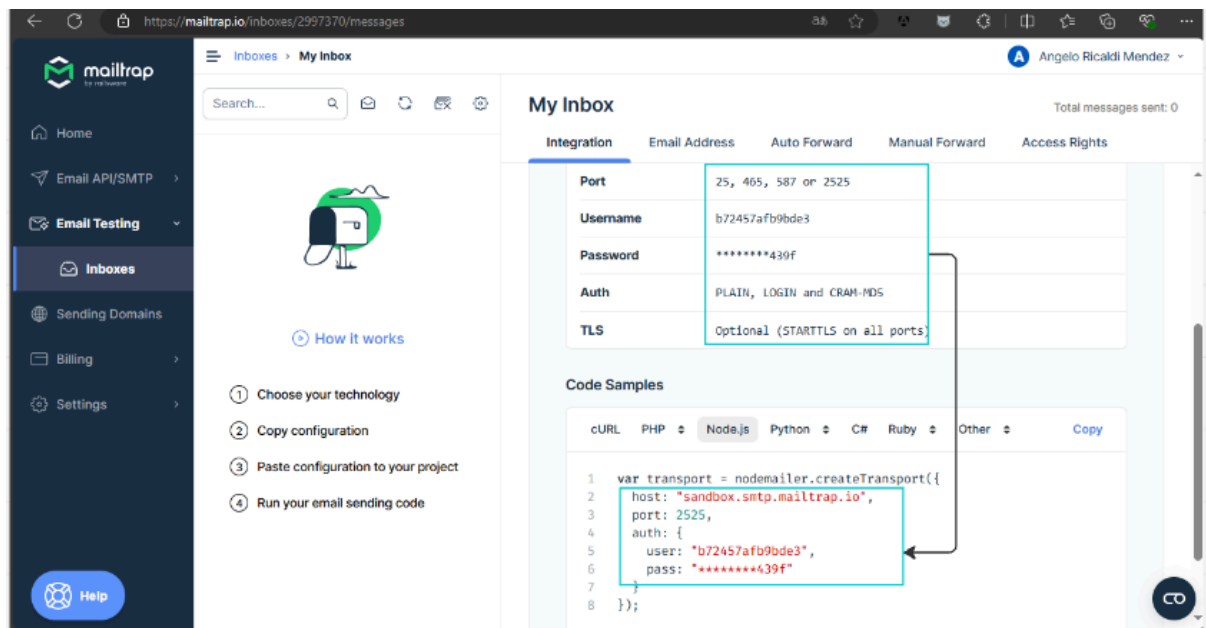 https://mailtrap.io/inboxes/2997370/messages
mailtrap
by railsware
Inboxes › My Inbox
A Angelo Ricaldi Mendez
Home
Email API/SMTP
Email Testing
Inboxes
Sending Domains
Billing
Settings
Help
Search...
How it works
1 Choose your technology
2 Copy configuration
3 Paste configuration to your project
4 Run your email sending code
My Inbox
Total messages sent: 0
Integration Email Address Auto Forward Manual Forward Access Rights
Port 25, 465, 587 or 2525
Username b72457afb9bde3
Password ********439f
Auth PLAIN, LOGIN and CRAM-MD5
TLS Optional (STARTTLS on all ports)
Code Samples
cURL PHP Node.js Python C# Ruby Other Copy
1 var transport = nodemailer.createTransport({
2 host: "sandbox.smtp.mailtrap.io",
3 port: 2525,
4 auth: {
5 user: "b72457afb9bde3",
6 pass: "********439f"
7 }
8 });